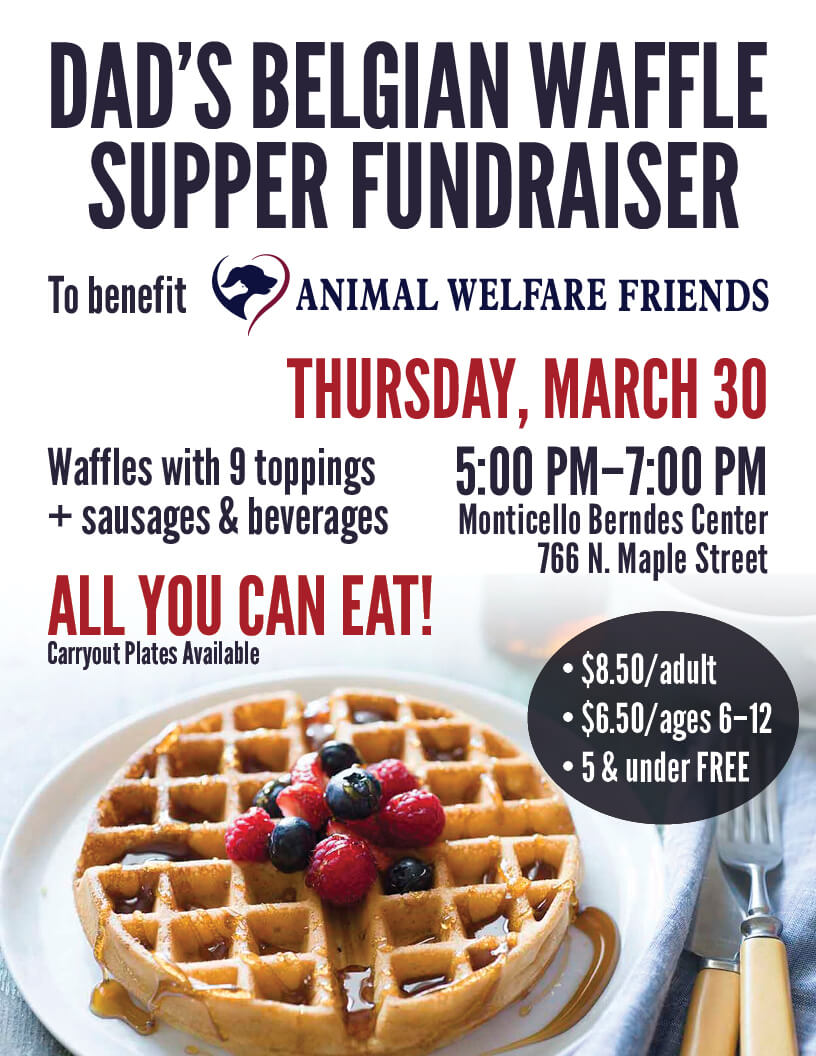 DAD'S BELGIAN WAFFLE
SUPPER FUNDRAISER
To benefit ANIMAL WELFARE FRIENDS
THURSDAY, MARCH 30
Waffles with 9 toppings
+ sausages & beverages
5:00 PM–7:00 PM
Monticello Berndes Center
766 N. Maple Street
ALL YOU CAN EAT!
Carryout Plates Available
• $8.50/adult
• $6.50/ages 6–12
• 5 & under FREE